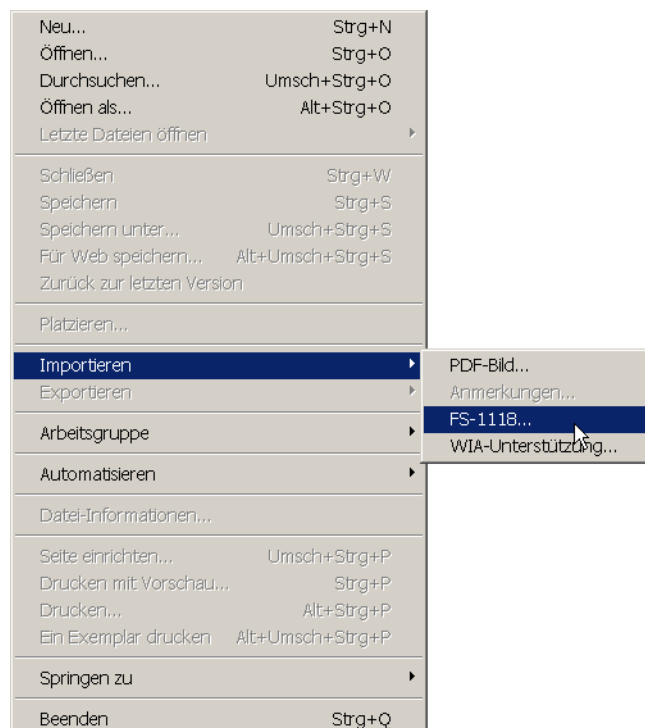 Neu... Strg+N
Öffnen... Strg+O
Durchsuchen... Umsch+Strg+O
Öffnen als... Alt+Strg+O
Letzte Dateien öffnen
Schließen Strg+W
Speichern Strg+S
Speichern unter... Umsch+Strg+S
Für Web speichern... Alt+Umsch+Strg+S
Zurück zur letzten Version
Platzieren...
Importieren
Exportieren
Arbeitsgruppe
Automatisieren
Datei-Informationen...
Seite einrichten... Umsch+Strg+P
Drucken mit Vorschau... Strg+P
Drucken... Alt+Strg+P
Ein Exemplar drucken Alt+Umsch+Strg+P
Springen zu
Beenden Strg+Q
PDF-Bild...
Anmerkungen...
FS-1118...
WIA-Unterstützung...